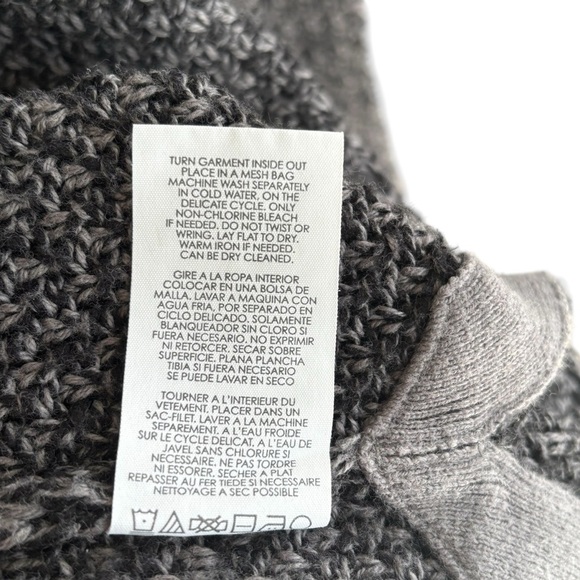 TURN GARMENT INSIDE OUT
PLACE IN A MESH BAG
MACHINE WASH SEPARATELY
IN COLD WATER, ON THE
DELICATE CYCLE. ONLY
NON-CHLORINE BLEACH
IF NEEDED. DO NOT TWIST OR
WRING. LAY FLAT TO DRY.
WARM IRON IF NEEDED.
CAN BE DRY CLEANED.
GIRE A LA ROPA INTERIOR
COLOCAR EN UNA BOLSA DE
MALLA. LAVAR A MAQUINA CON
AGUA FRIA, POR SEPARADO EN
CICLO DELICADO. SOLAMENTE
BLANQUEADOR SIN CLORO SI
FUERA NECESARIO. NO EXPRIMIR
NI RETORCER. SECAR SOBRE
SUPERFICIE. PLANA PLANCHA
TIBIA SI FUERA NECESARIO
SE PUEDE LAVAR EN SECO
TOURNER A L'INTERIEUR DU
VETEMENT. PLACER DANS UN
SAC-FILET. LAVER A LA MACHINE
SEPAREMENT. A L'EAU FROIDE
SUR LE CYCLE DELICAT. A L'EAU DE
JAVEL SANS CHLORURE SI
NECESSAIRE. NE PAS TORDRE
NI ESSORER. SECHER A PLAT
REPASSER AU FER TIEDE SI NECESSAIRE
NETTOYAGE A SEC POSSIBLE